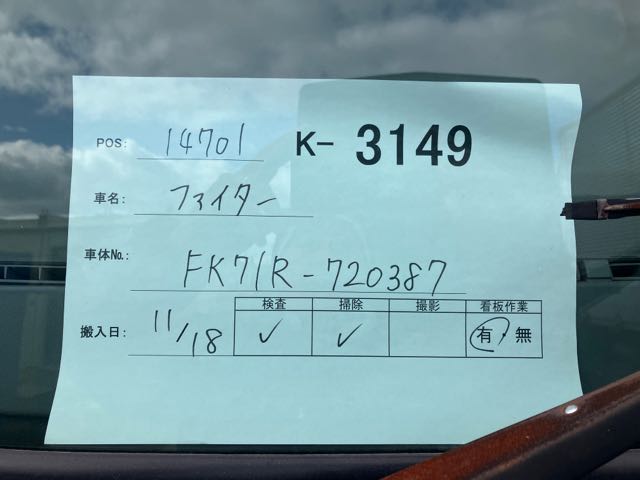 POS: 14701 K- 3149
車名: ファイター
車体No.: FK71R-720387
検査 掃除 撮影 看板作業
搬入日: 11/18 ✓ ✓ 有 無